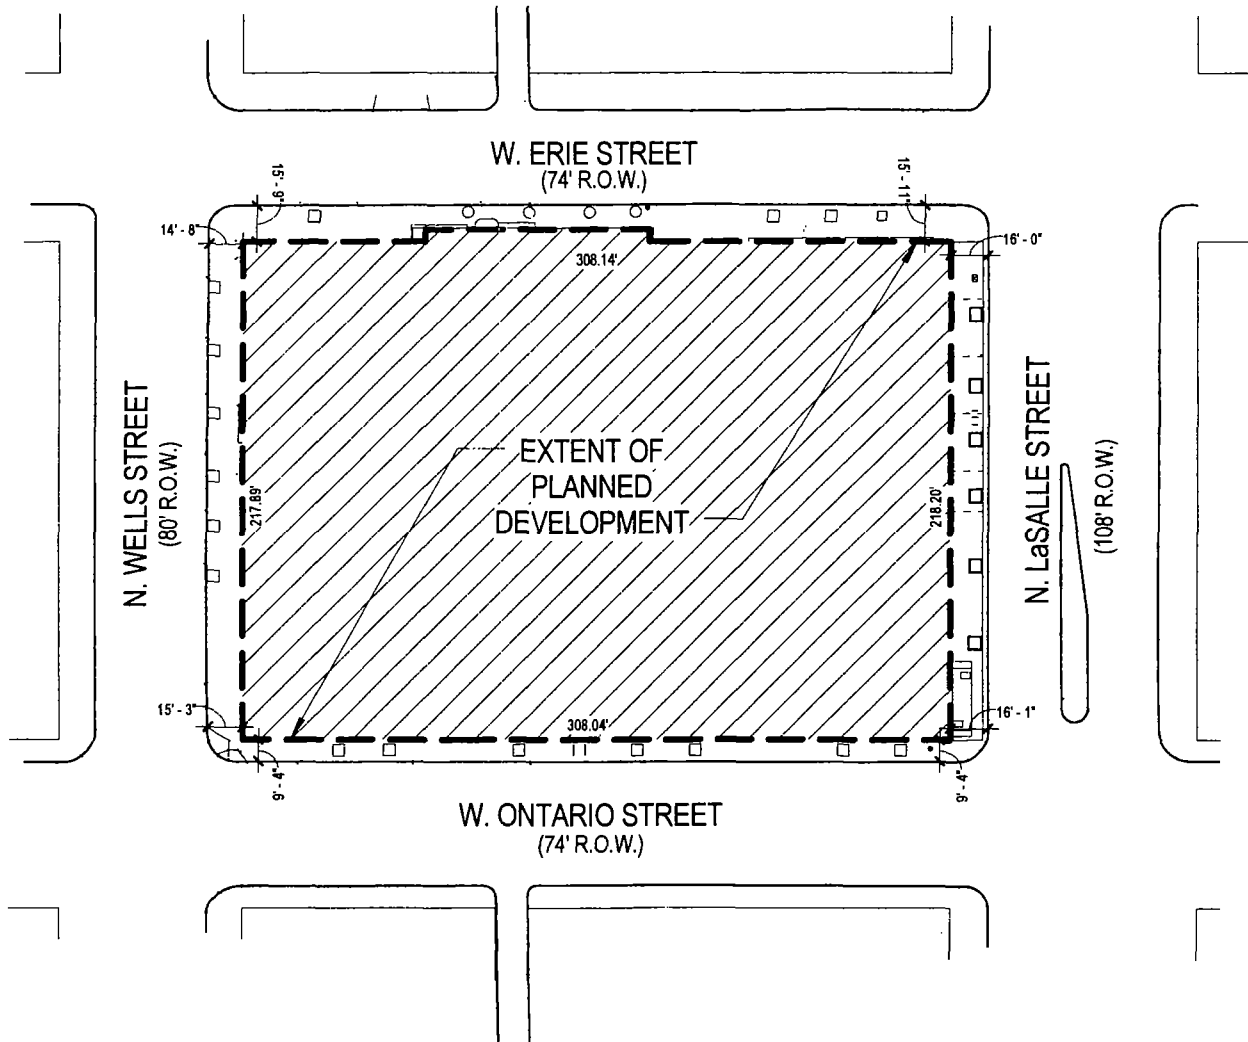 W. ERIE STREET
(74' R.O.W.)
15' - 9"
15' - 11"
14' - 8"
16' - 0"
308.14'
N. WELLS STREET
(80' R.O.W.)
217.89'
EXTENT OF
PLANNED
DEVELOPMENT
218.20'
N. LaSALLE STREET
(108' R.O.W.)
15' - 3"
308.04'
16' - 1"
9' - 4"
9' - 4"
W. ONTARIO STREET
(74' R.O.W.)